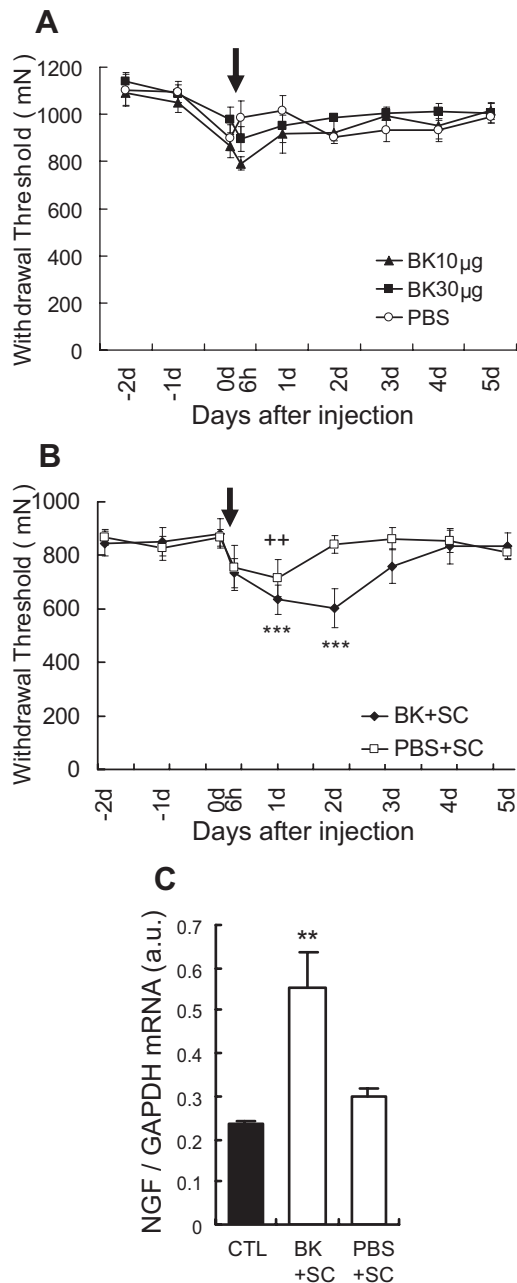 A
Withdrawal Threshold ( mN )
1200
1000
800
600
400
200
0
BK10µg
BK30µg
PBS
-2d
-1d
0d
6h
1d
2d
3d
4d
5d
Days after injection
B
Withdrawal Threshold ( mN )
1000
800
600
400
200
0
++
***
***
BK+SC
PBS+SC
-2d
-1d
0d
6h
1d
2d
3d
4d
5d
Days after injection
C
NGF / GAPDH mRNA (a.u.)
0.7
0.6
0.5
0.4
0.3
0.2
0.1
0
**
CTL
BK
+SC
PBS
+SC